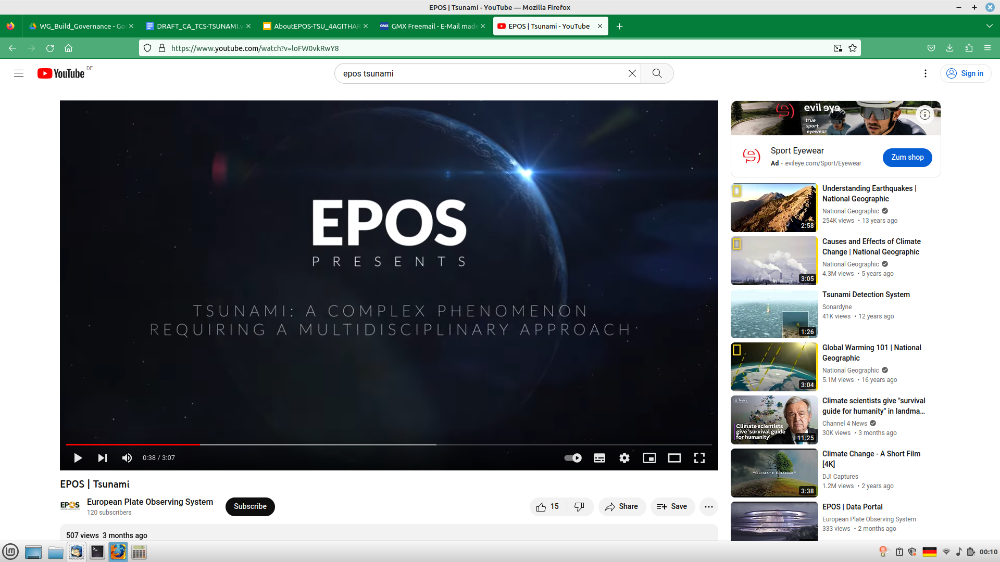 EPOS | Tsunami - YouTube — Mozilla Firefox
WG_Build_Governance - Go
DRAFT_CA_TCS-TSUNAMI.v
AboutEPOS-TSU_4AGITHAR
GMX
GMX Freemail - E-Mail made
EPOS | Tsunami - YouTube
https://www.youtube.com/watch?v=loFW0vkRwY8
YouTube DE
epos tsunami
Sign in
EPOS
PRESENTS
TSUNAMI: A COMPLEX PHENOMENON
REQUIRING A MULTIDISCIPLINARY APPROACH
0:38 / 3:07
EPOS | Tsunami
EPOS
European Plate Observing System
120 subscribers
Subscribe
15
Share
Save
507 views 3 months ago
evil eye
true
sport
eyewear
Sport Eyewear
Ad · evileye.com/Sport/Eyewear
Zum shop
2:58
Understanding Earthquakes |
National Geographic
National Geographic
254K views • 13 years ago
3:05
Causes and Effects of Climate
Change | National Geographic
National Geographic
4.3M views • 5 years ago
1:26
Tsunami Detection System
Sonardyne
41K views • 12 years ago
3:04
Global Warming 101 | National
Geographic
National Geographic
5.1M views • 16 years ago
4 News
Climate scientists
give 'survival guide
for humanity'
11:25
Climate scientists give "survival
guide for humanity" in landma...
Channel 4 News
30K views • 3 months ago
"CLIMATE CHANGE"
3:38
Climate Change - A Short Film
[4K]
DJI Captures
1.2M views • 2 years ago
EPOS | Data Portal
European Plate Observing System
333 views • 2 months ago
00:10